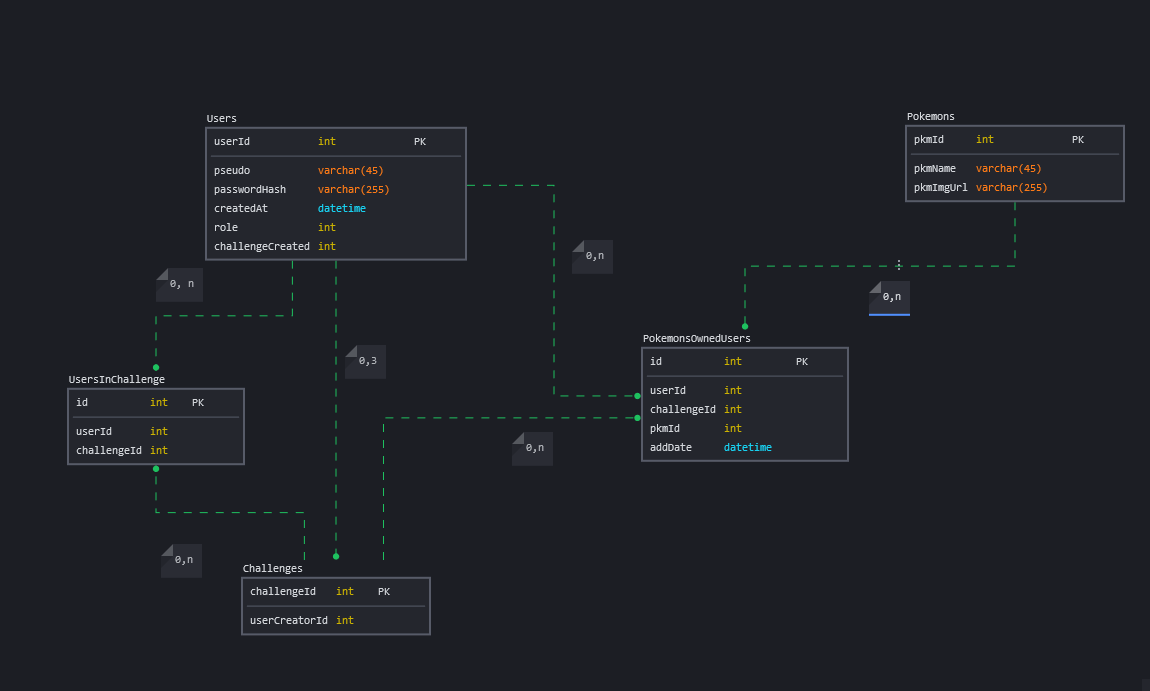 Users
userId int PK
pseudo varchar(45)
passwordHash varchar(255)
createdAt datetime
role int
challengeCreated int
Pokemons
pkmId int PK
pkmName varchar(45)
pkmImgUrl varchar(255)
0,n
0, n
0,n
PokemonsOwnedUsers
id int PK
userId int
challengeId int
pkmId int
addDate datetime
0,3
UsersInChallenge
id int PK
userId int
challengeId int
0,n
0,n
Challenges
challengeId int PK
userCreatorId int